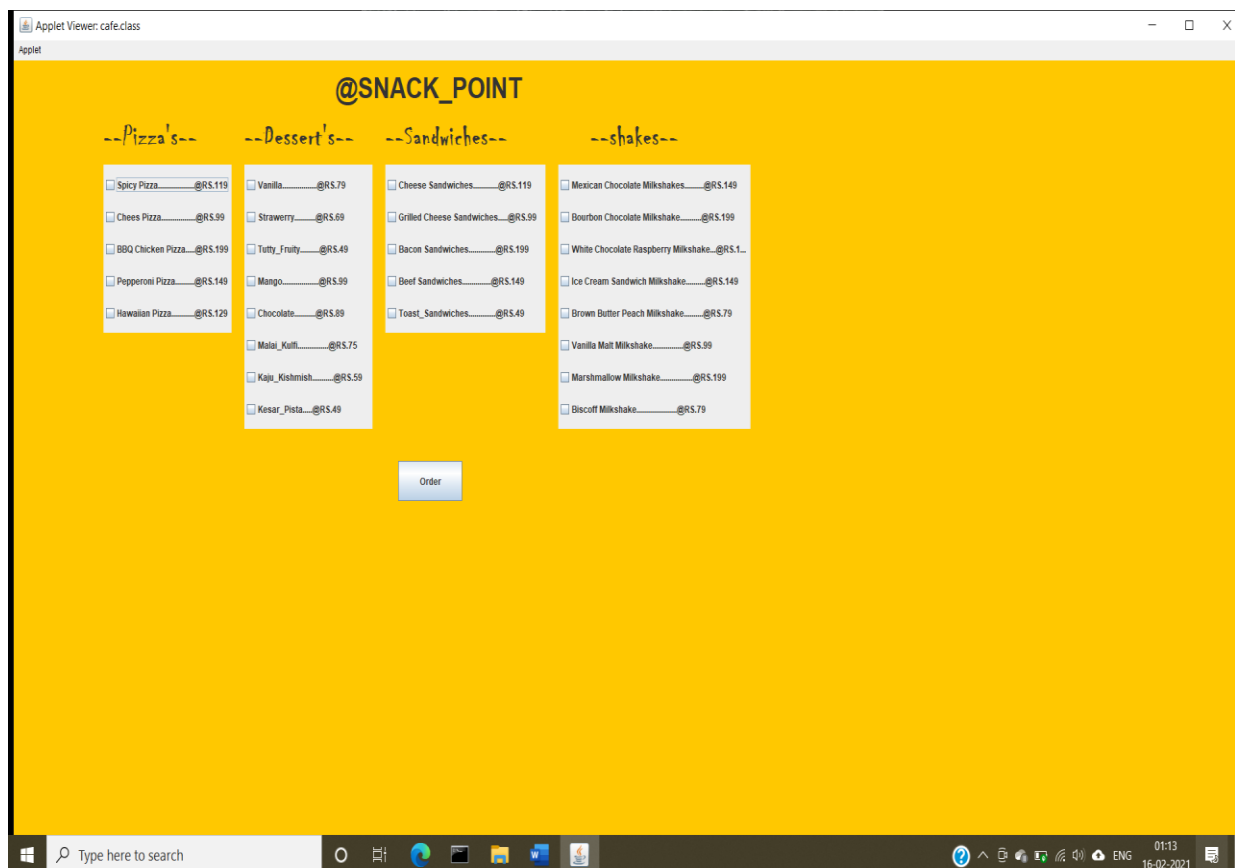 Applet Viewer: cafe.class
Applet
@SNACK_POINT
--Pizza's--
Spicy Pizza.................@RS.119
Chees Pizza................@RS.99
BBQ Chicken Pizza....@RS.199
Pepperoni Pizza.........@RS.149
Hawaiian Pizza...........@RS.129
--Dessert's--
Vanilla................@RS.79
Strawerry..........@RS.69
Tutty_Fruity.........@RS.49
Mango.................@RS.99
Chocolate..........@RS.89
Malai_Kulfi..............@RS.75
Kaju_Kishmish..........@RS.59
Kesar_Pista....@RS.49
--Sandwiches--
Cheese Sandwiches............@RS.119
Grilled Cheese Sandwiches....@RS.99
Bacon Sandwiches.............@RS.199
Beef Sandwiches..............@RS.149
Toast_Sandwiches.............@RS.49
--shakes--
Mexican Chocolate Milkshakes.........@RS.149
Bourbon Chocolate Milkshake..........@RS.199
White Chocolate Raspberry Milkshake...@RS.1...
Ice Cream Sandwich Milkshake.........@RS.149
Brown Butter Peach Milkshake.........@RS.79
Vanilla Malt Milkshake..............@RS.99
Marshmallow Milkshake...............@RS.199
Biscoff Milkshake...................@RS.79
Order
Type here to search
ENG
01:13
16-02-2021